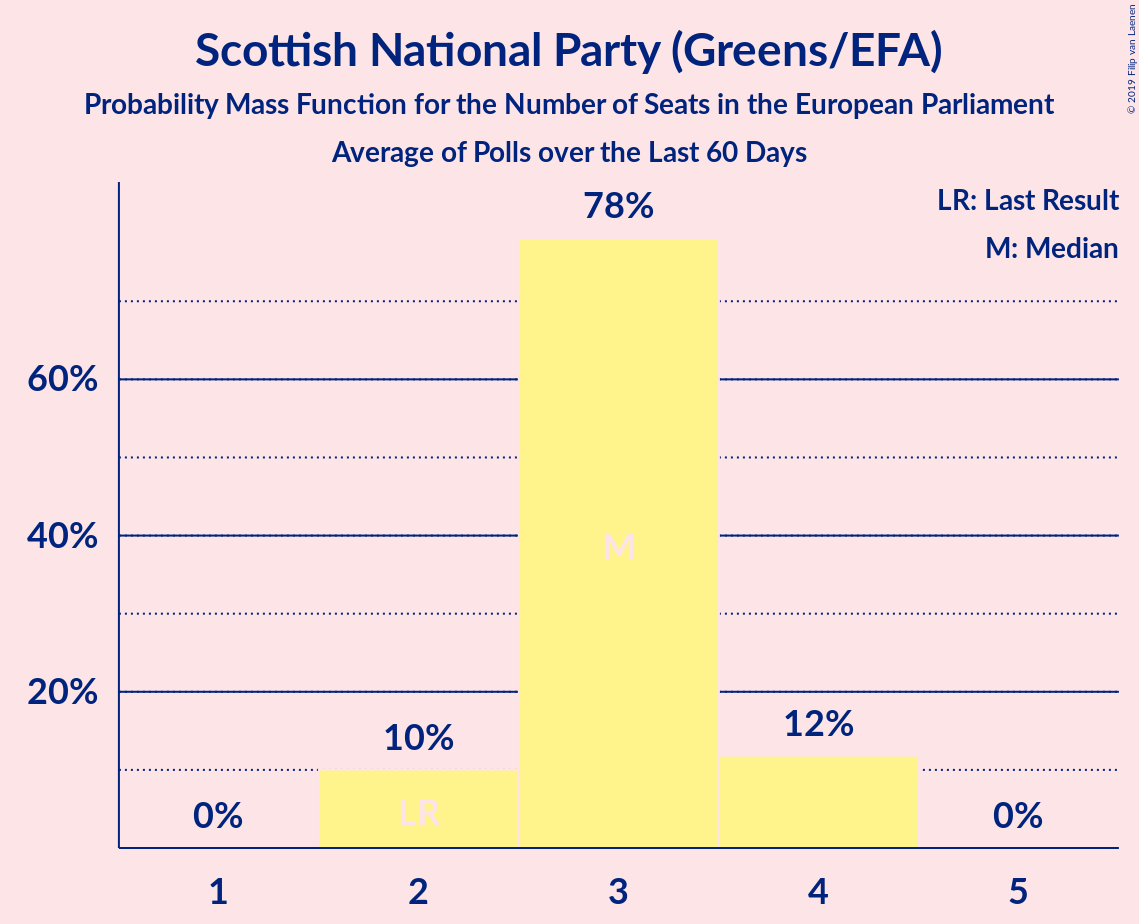 Scottish National Party (Greens/EFA)
Probability Mass Function for the Number of Seats in the European Parliament
Average of Polls over the Last 60 Days
© 2019 Filip van Laenen
LR: Last Result
M: Median
78%
60%
M
40%
20%
10%
12%
LR
0%
0%
1
2
3
4
5